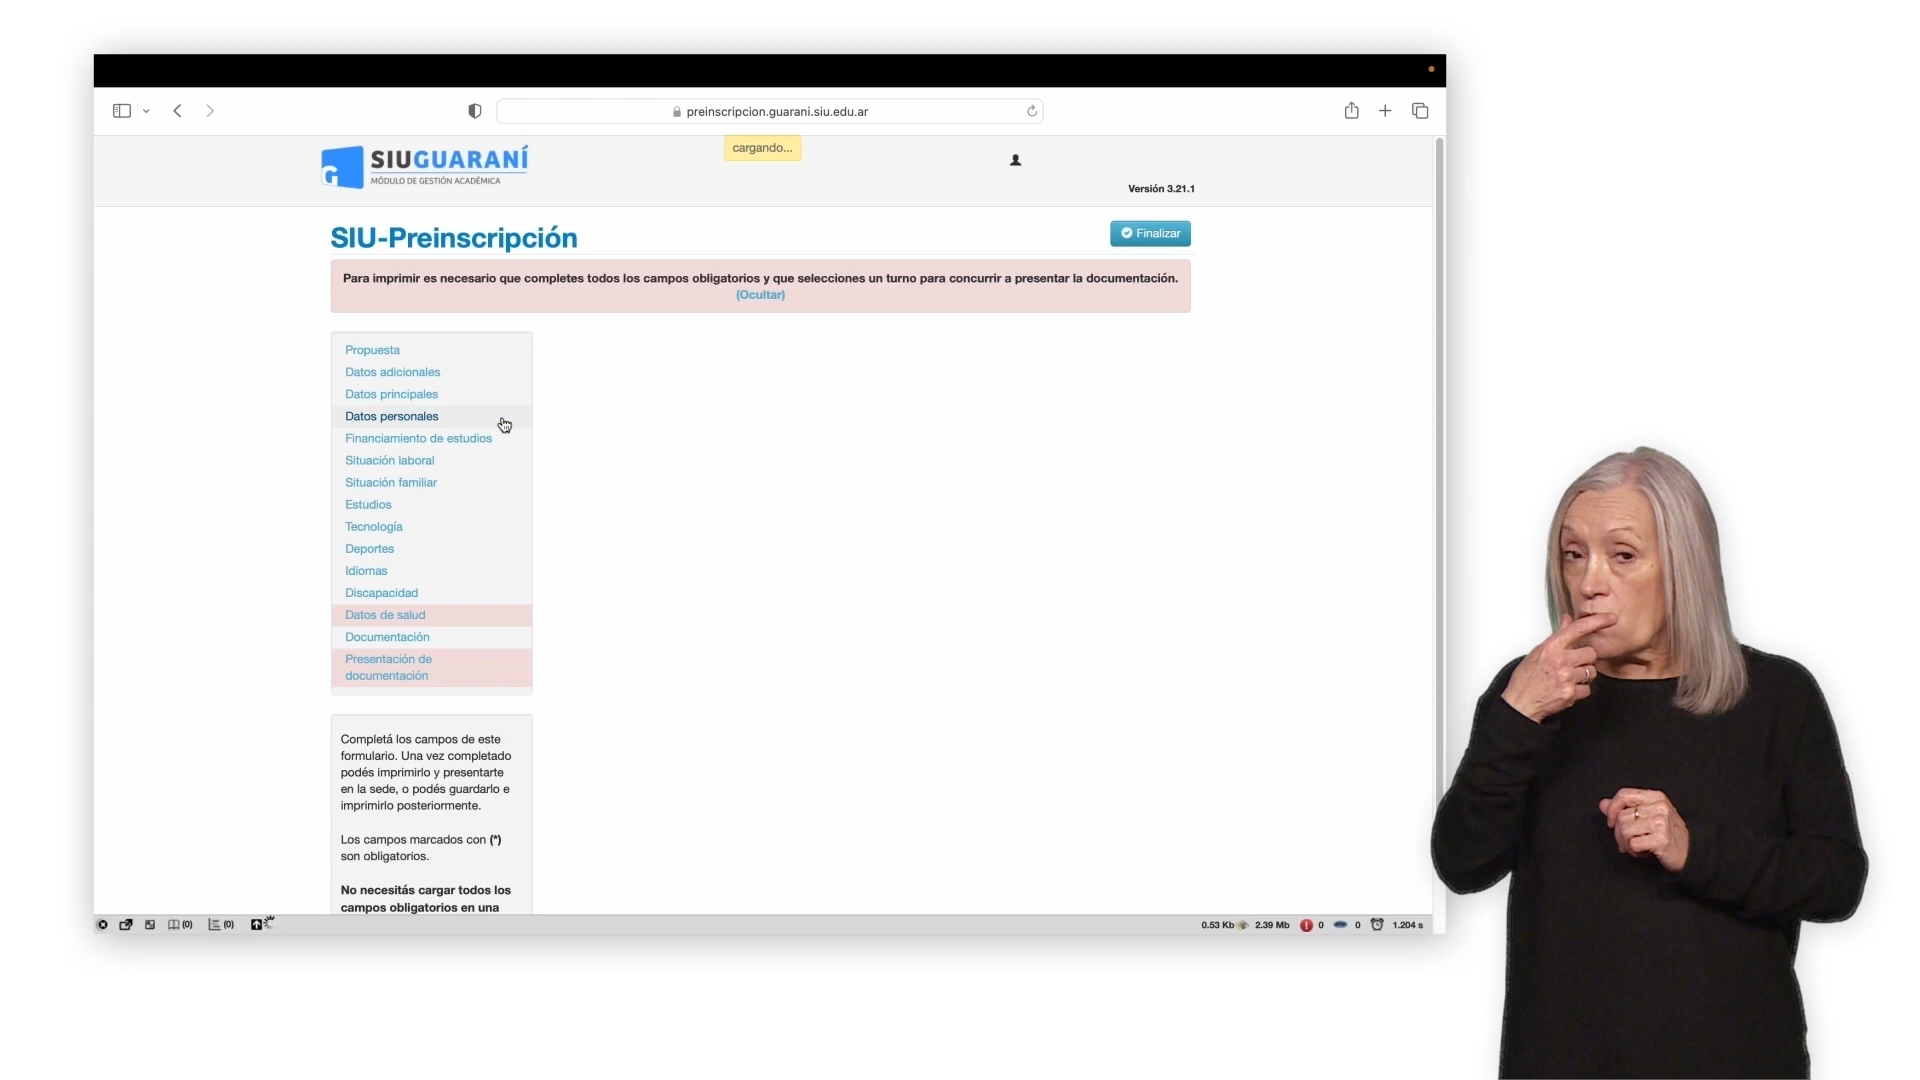 preinscripcion.guarani.siu.edu.ar
cargando...
SIUGUARANÍ
MÓDULO DE GESTIÓN ACADÉMICA
Versión 3.21.1
SIU-Preinscripción
Finalizar
Para imprimir es necesario que completes todos los campos obligatorios y que selecciones un turno para concurrir a presentar la documentación.
(Ocultar)
Propuesta
Datos adicionales
Datos principales
Datos personales
Financiamiento de estudios
Situación laboral
Situación familiar
Estudios
Tecnología
Deportes
Idiomas
Discapacidad
Datos de salud
Documentación
Presentación de
documentación
Completá los campos de este
formulario. Una vez completado
podés imprimirlo y presentarte
en la sede, o podés guardarlo e
imprimirlo posteriormente.
Los campos marcados con (*)
son obligatorios.
No necesitás cargar todos los
campos obligatorios en una
(0) (0) 0.53 Kb 2.39 Mb 0 0 1.204 s